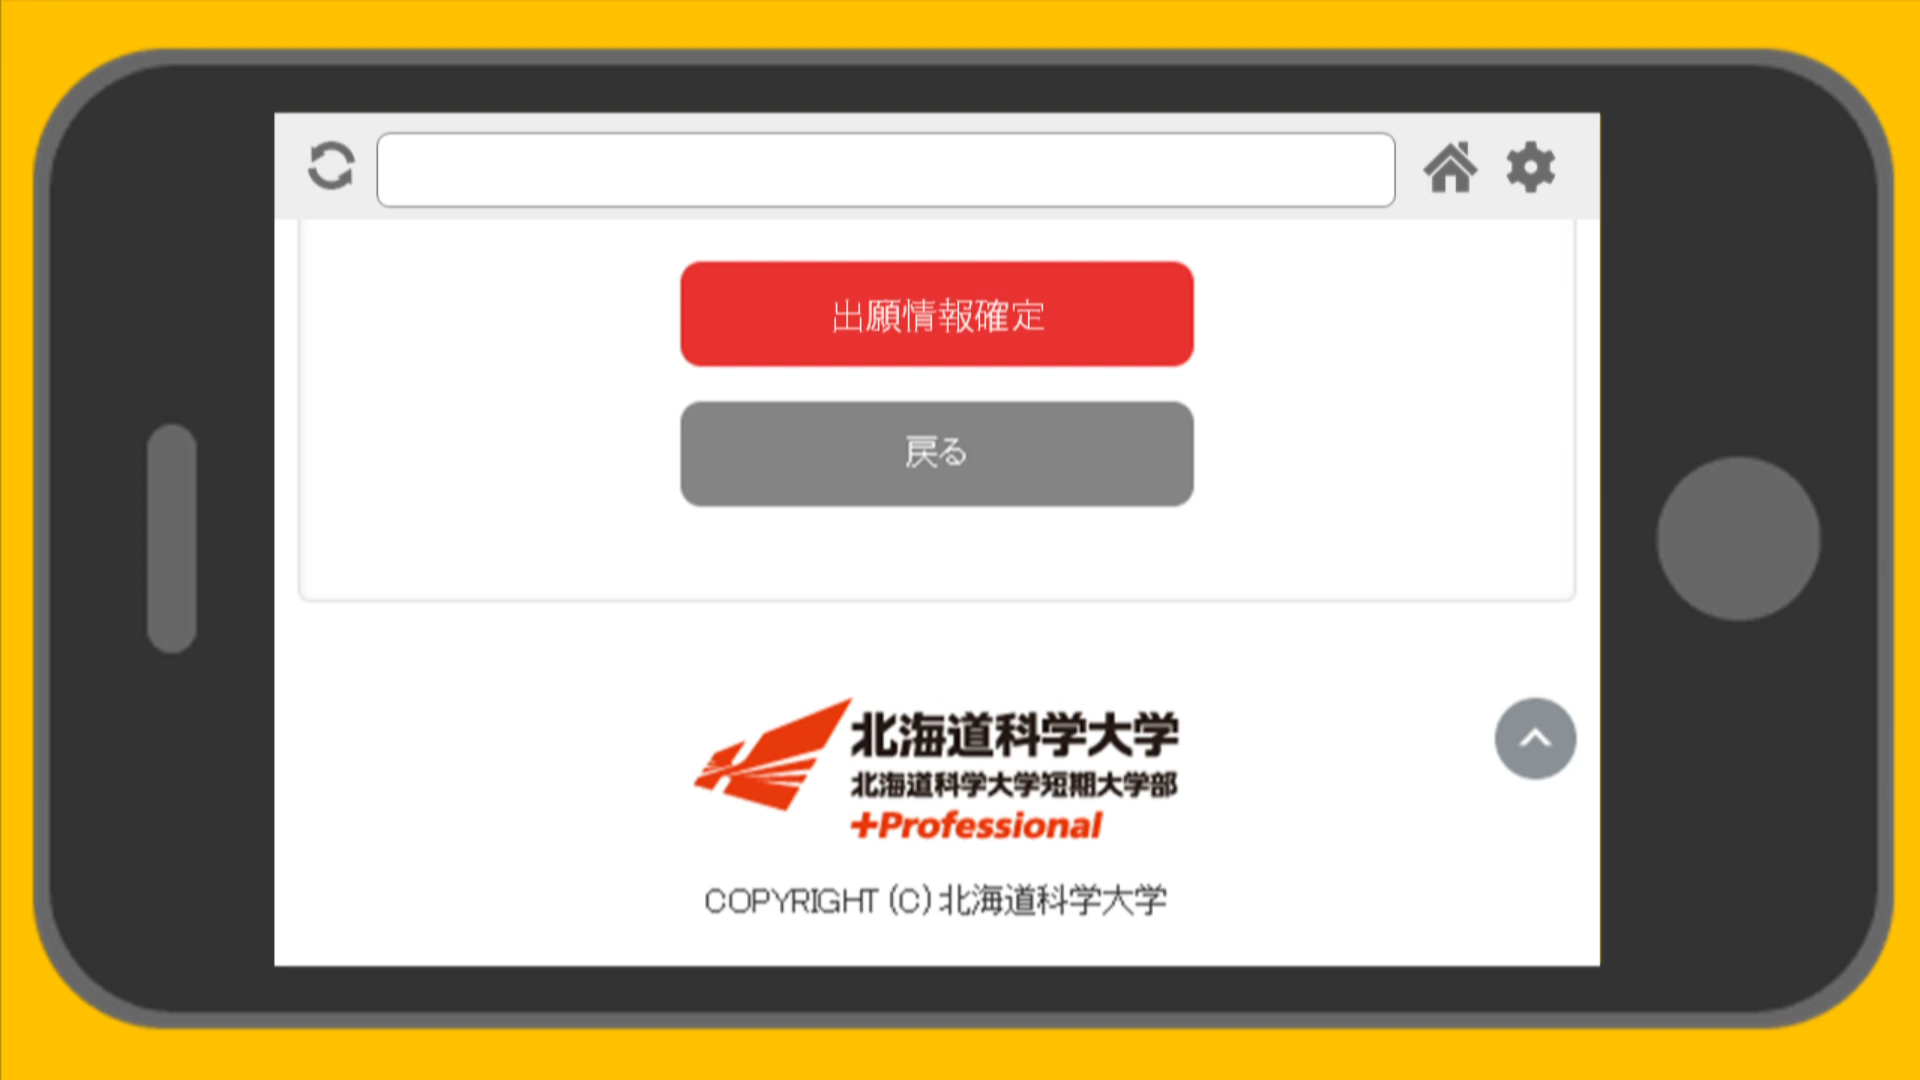 出願情報確定
戻る
北海道科学大学
北海道科学大学短期大学部
+Professional
COPYRIGHT (C) 北海道科学大学